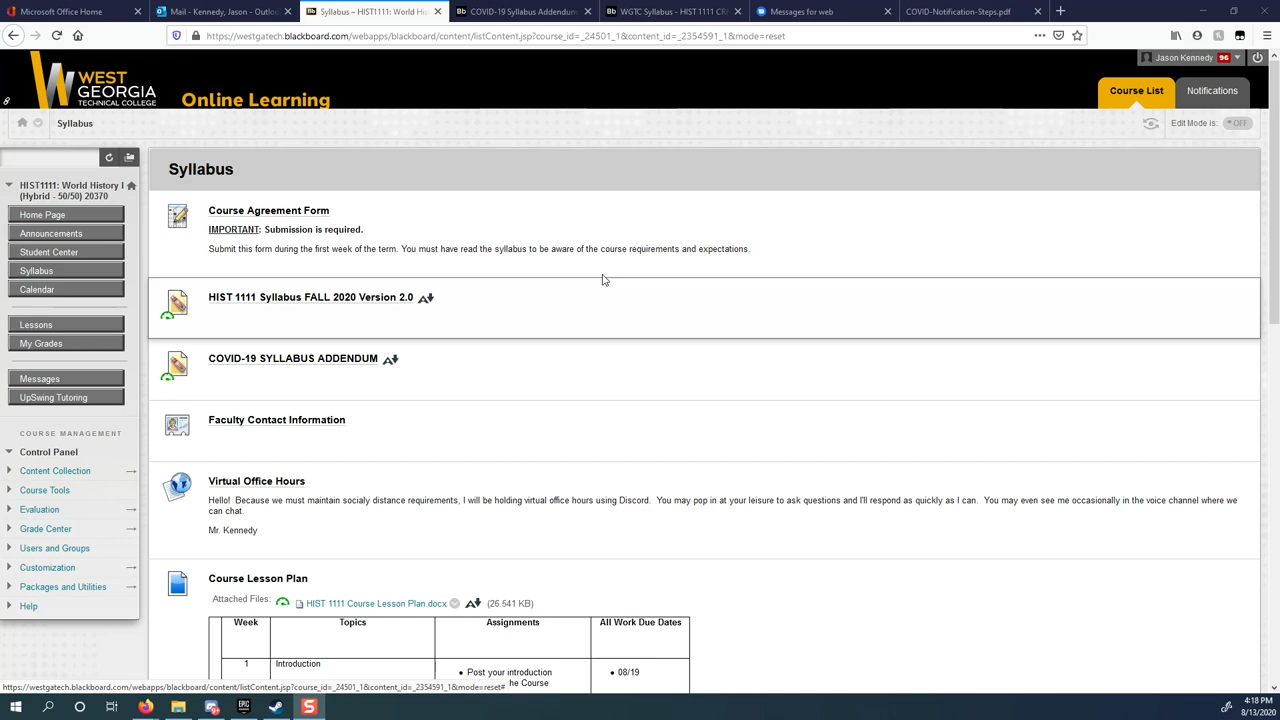 Microsoft Office Home
Mail - Kennedy, Jason - Outloo
Syllabus – HIST1111: World His
COVID-19 Syllabus Addendum
WGTC Syllabus - HIST 1111 CR
Messages for web
COVID-Notification-Steps.pdf
https://westgatech.blackboard.com/webapps/blackboard/content/listContent.jsp?course_id=_24501_1&content_id=_2354591_1&mode=reset
WEST GEORGIA
TECHNICAL COLLEGE
Online Learning
Jason Kennedy 96
Course List
Notifications
Syllabus
Edit Mode is: OFF
HIST1111: World History I
(Hybrid - 50/50) 20370
Home Page
Announcements
Student Center
Syllabus
Calendar
Lessons
My Grades
Messages
UpSwing Tutoring
COURSE MANAGEMENT
Control Panel
Content Collection
Course Tools
Evaluation
Grade Center
Users and Groups
Customization
Packages and Utilities
Help
Syllabus
Course Agreement Form
IMPORTANT: Submission is required.
Submit this form during the first week of the term. You must have read the syllabus to be aware of the course requirements and expectations.
HIST 1111 Syllabus FALL 2020 Version 2.0
COVID-19 SYLLABUS ADDENDUM
Faculty Contact Information
Virtual Office Hours
Hello! Because we must maintain socialy distance requirements, I will be holding virtual office hours using Discord. You may pop in at your leisure to ask questions and I'll respond as quickly as I can. You may even see me occasionally in the voice channel where we
can chat.
Mr. Kennedy
Course Lesson Plan
Attached Files: HIST 1111 Course Lesson Plan.docx (26.541 KB)
Week Topics Assignments All Work Due Dates
1 Introduction • Post your introduction • 08/19
he Course
https://westgatech.blackboard.com/webapps/blackboard/content/listContent.jsp?course_id=_24501_1&content_id=_2354591_1&mode=reset#
EPIC
S
4:18 PM
8/13/2020